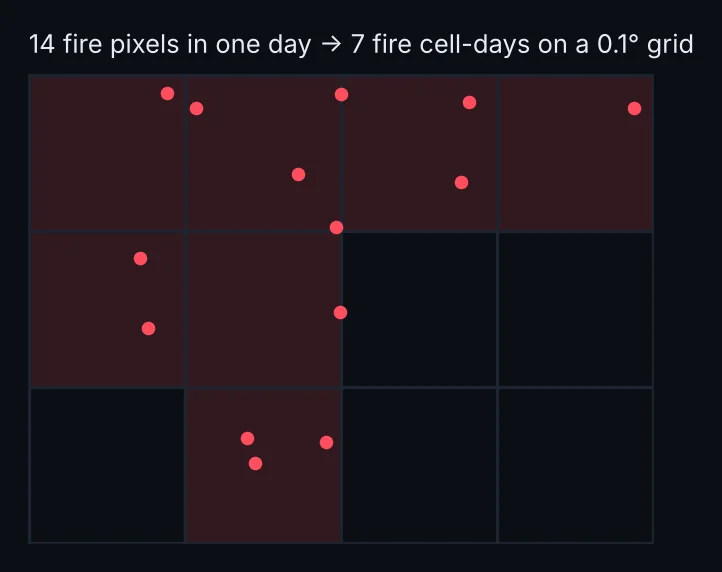 14 fire pixels in one day → 7 fire cell-days on a 0.1° grid